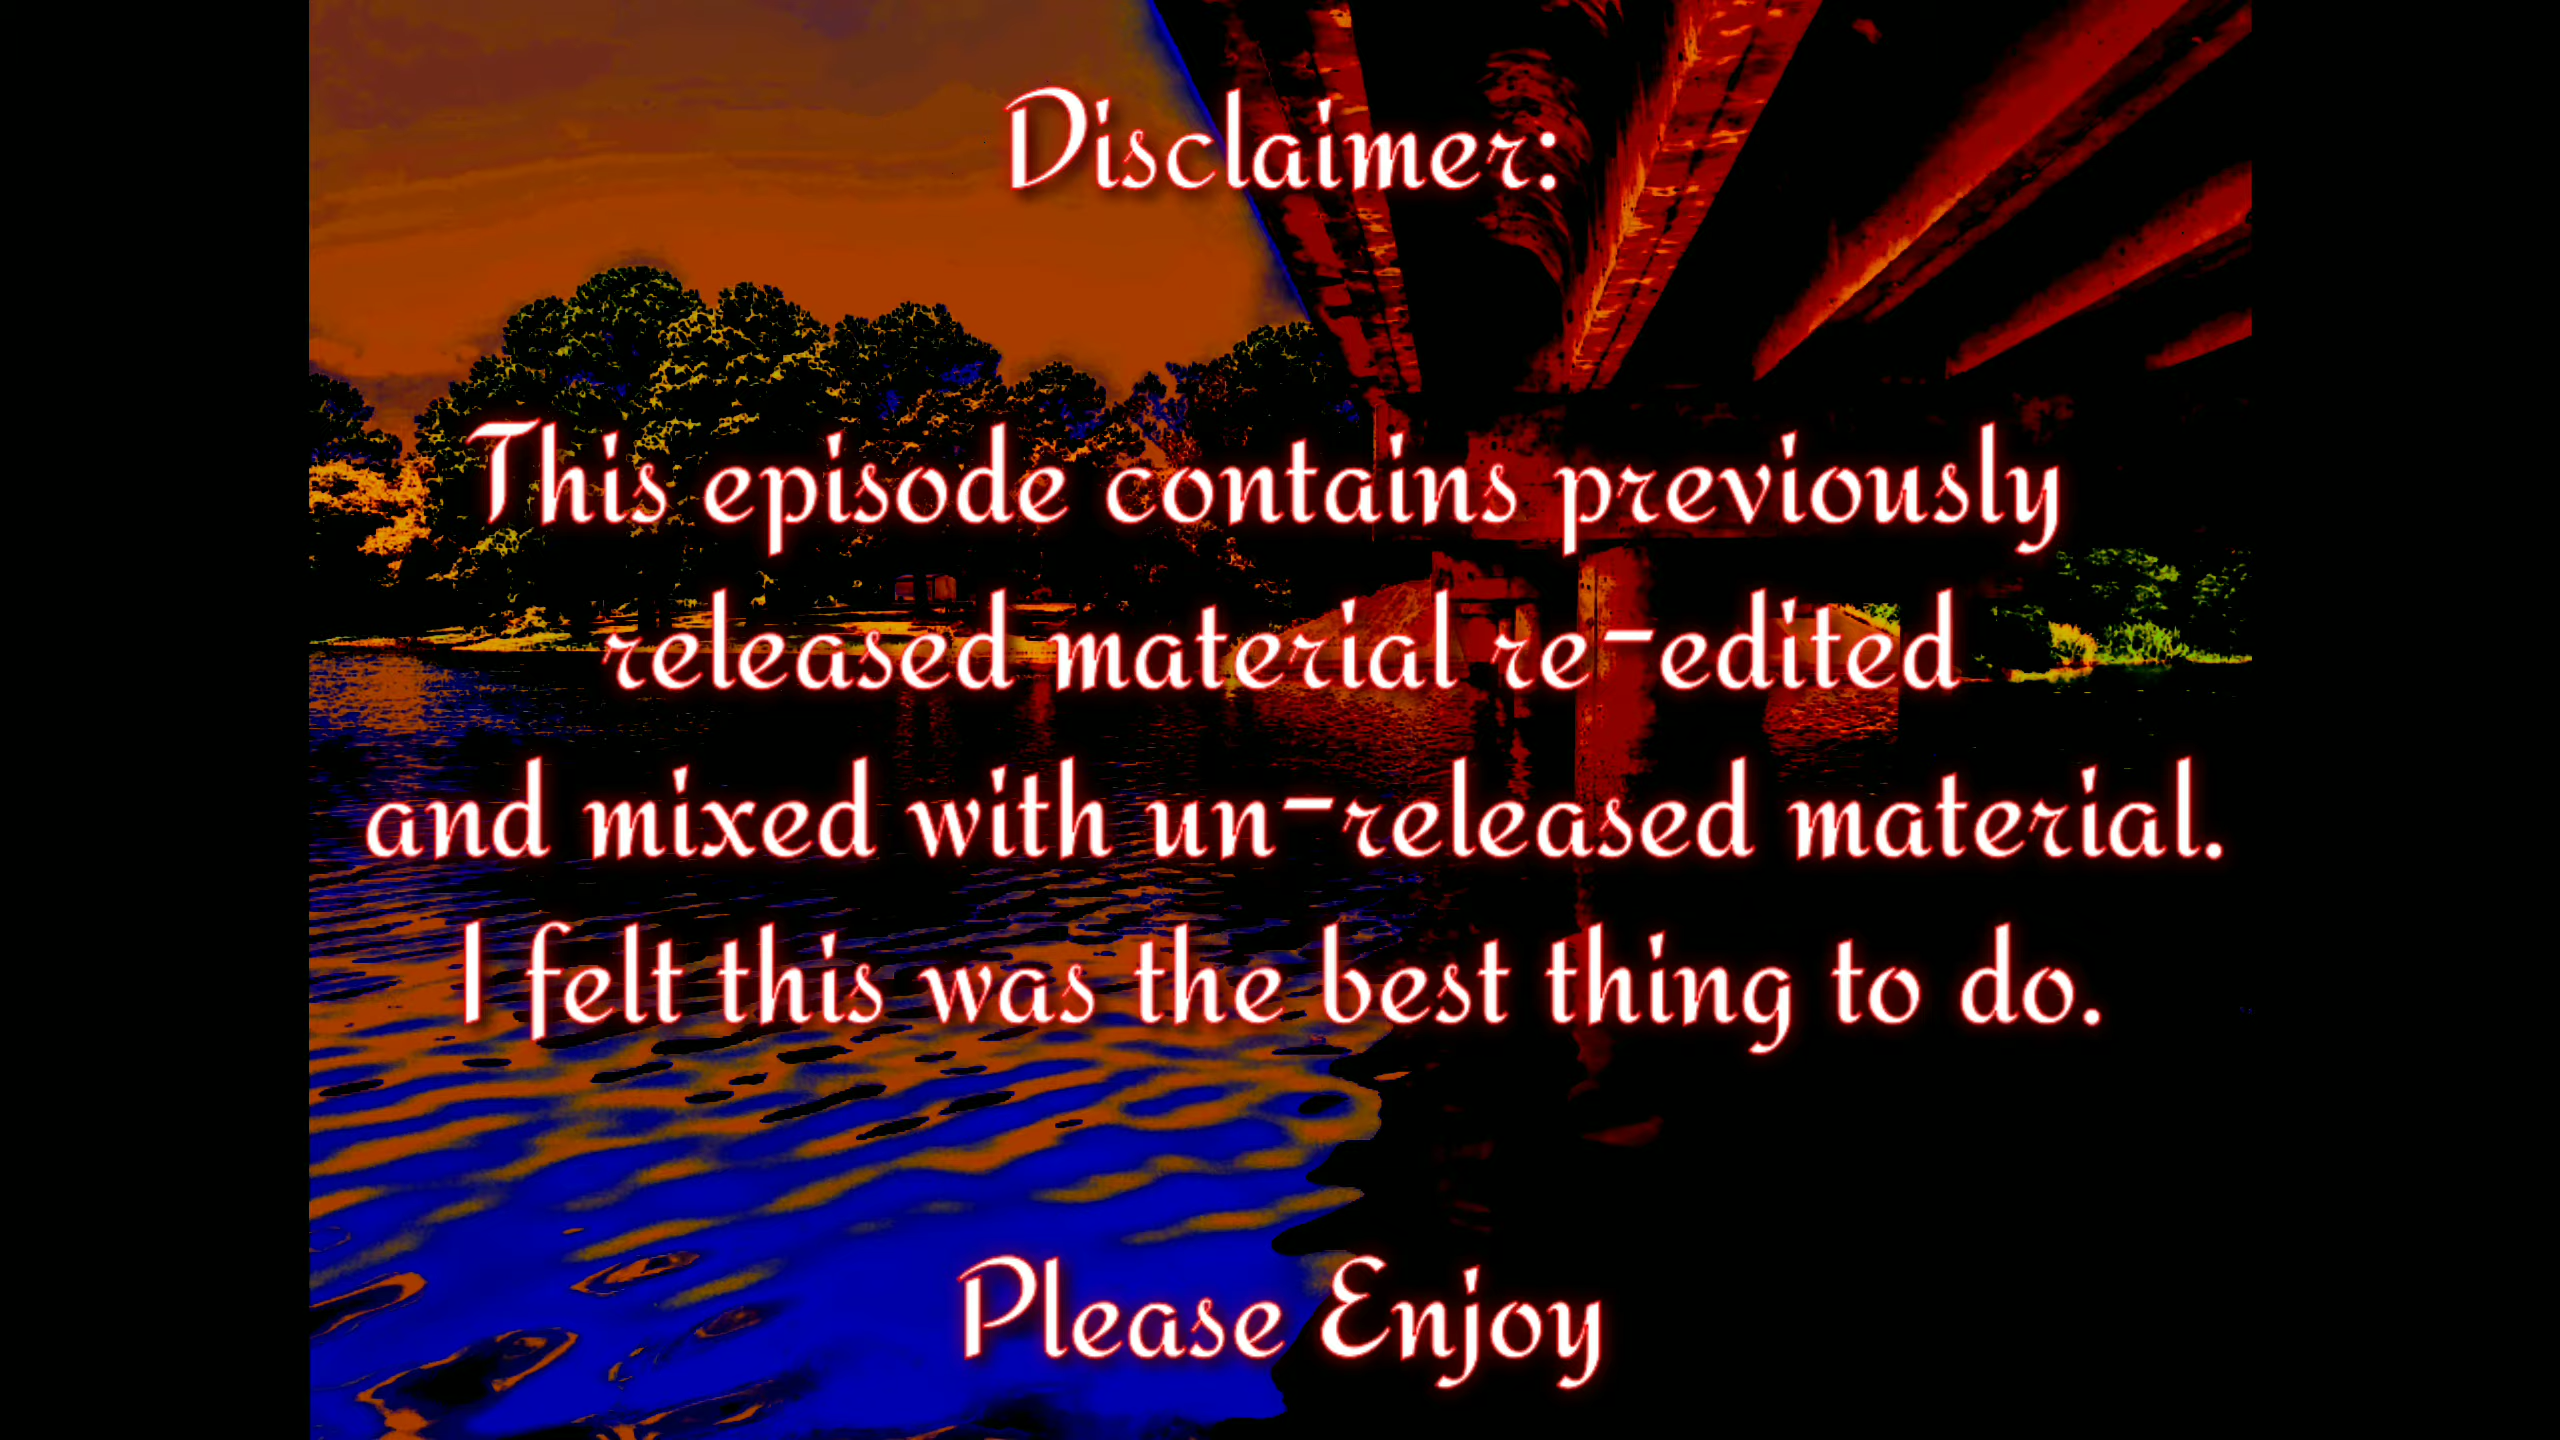 Disclaimer:
This episode contains previously
released material re-edited
and mixed with un-released material.
I felt this was the best thing to do.
Please Enjoy